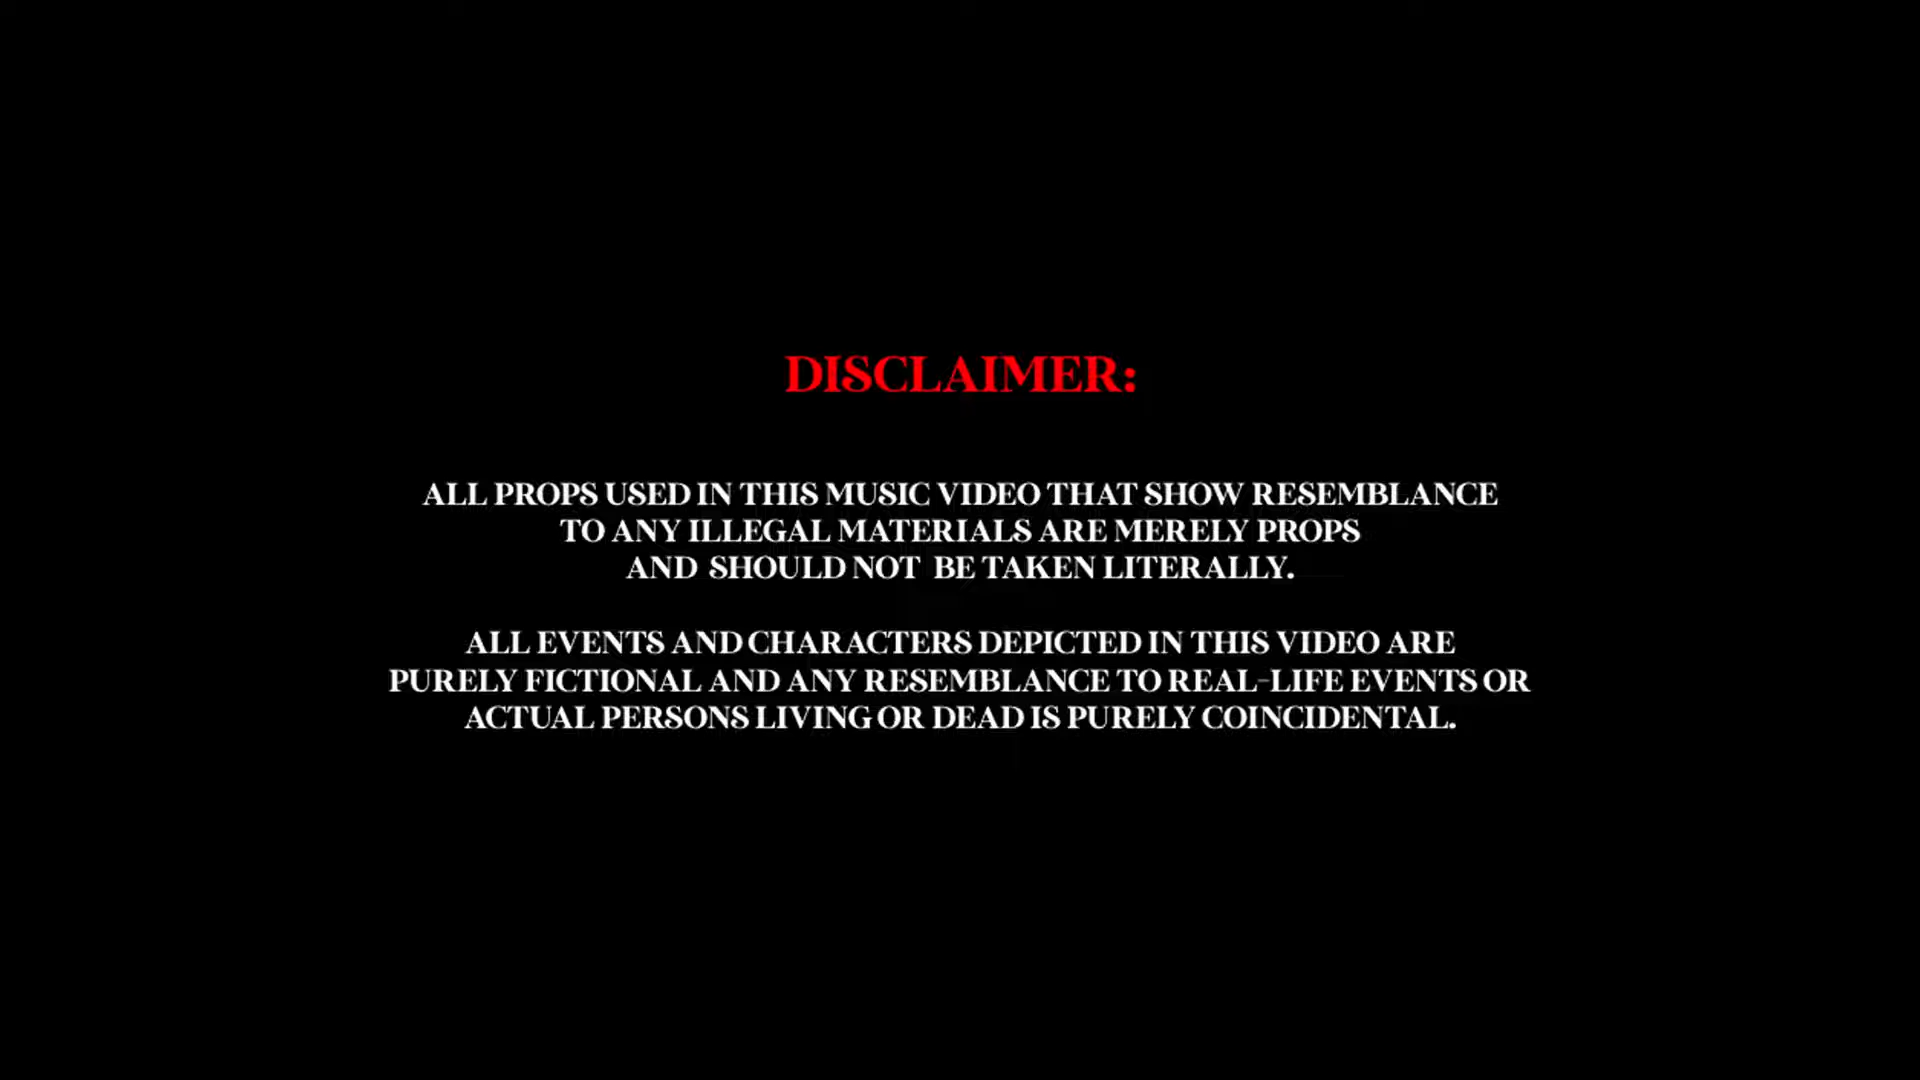 DISCLAIMER:
ALL PROPS USED IN THIS MUSIC VIDEO THAT SHOW RESEMBLANCE
TO ANY ILLEGAL MATERIALS ARE MERELY PROPS
AND SHOULD NOT BE TAKEN LITERALLY.
ALL EVENTS AND CHARACTERS DEPICTED IN THIS VIDEO ARE
PURELY FICTIONAL AND ANY RESEMBLANCE TO REAL-LIFE EVENTS OR
ACTUAL PERSONS LIVING OR DEAD IS PURELY COINCIDENTAL.